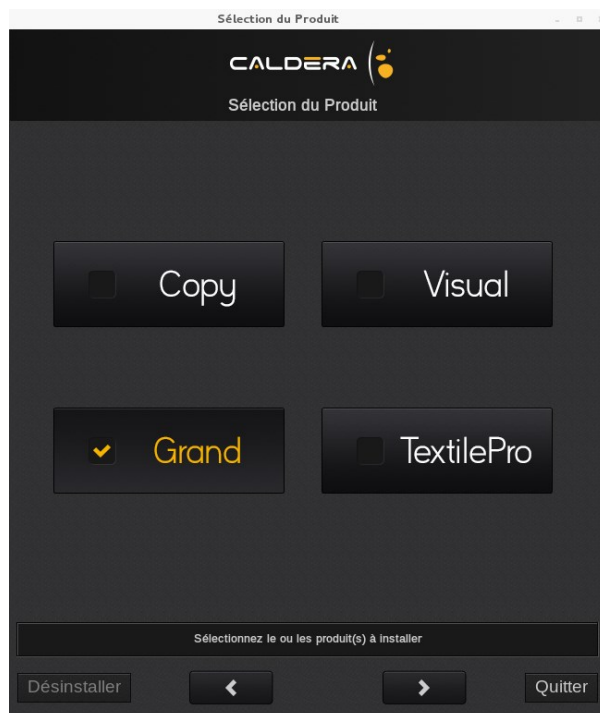 Sélection du Produit
CALDERA
Sélection du Produit
Copy
Visual
Grand
TextilePro
Sélectionnez le ou les produit(s) à installer
Désinstaller
Quitter